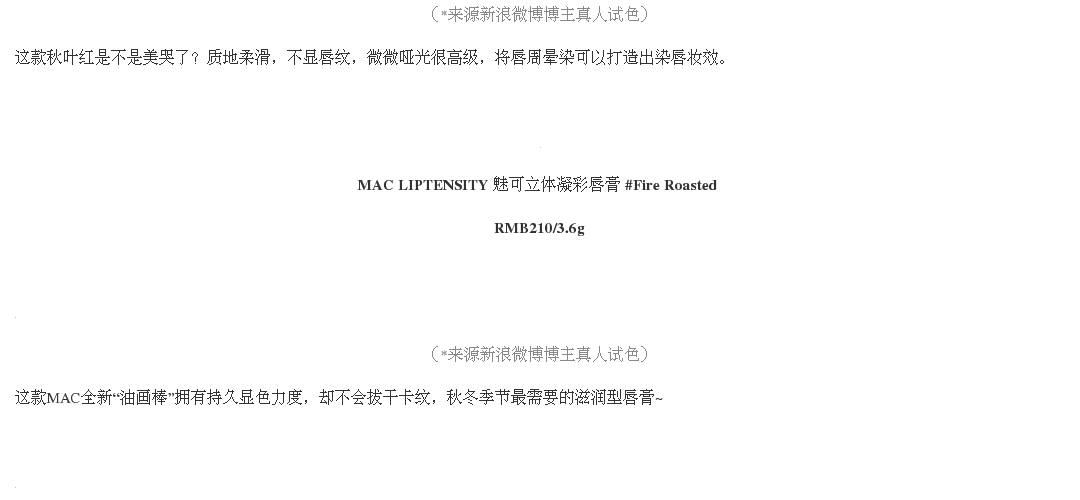 （*来源新浪微博博主真人试色）
这款秋叶红是不是美哭了？质地柔滑，不显唇纹，微微哑光很高级，将唇周晕染可以打造出染唇妆效。
MAC LIPTENSITY 魅可立体凝彩唇膏 #Fire Roasted
RMB210/3.6g
（*来源新浪微博博主真人试色）
这款MAC全新“油画棒”拥有持久显色力度，却不会拔干卡纹，秋冬季节最需要的滋润型唇膏~